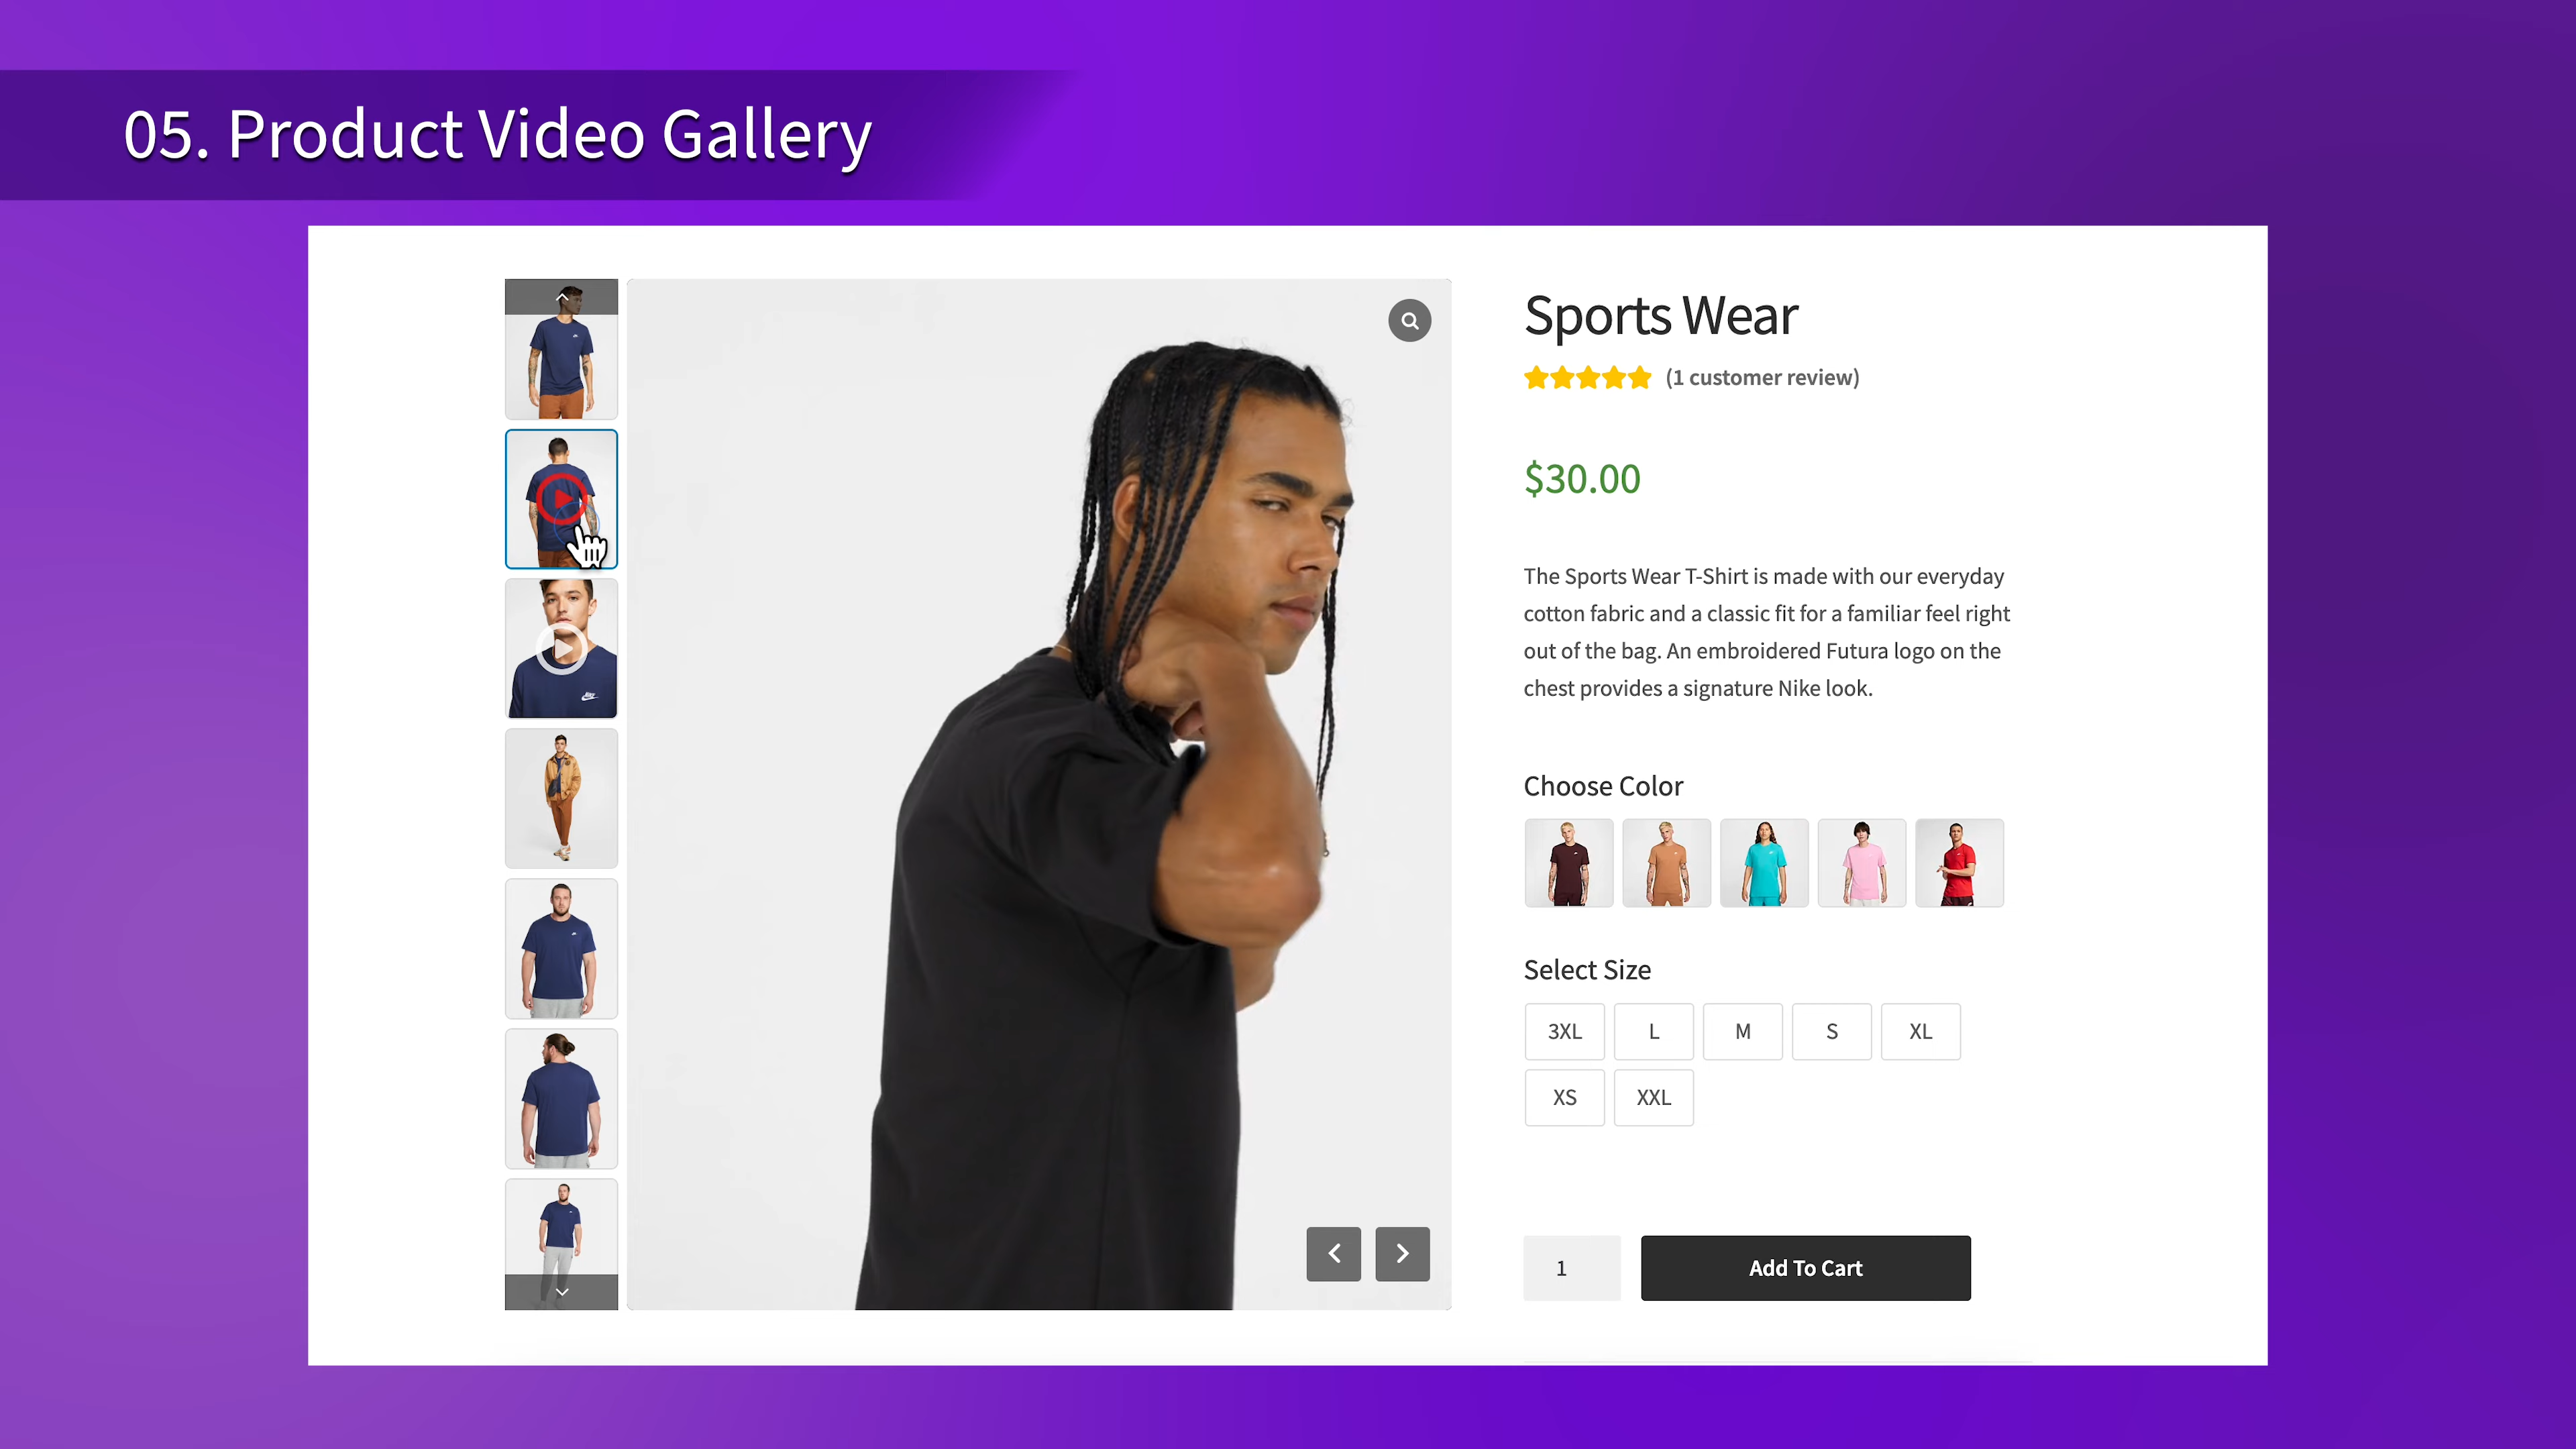 05. Product Video Gallery
Sports Wear
(1 customer review)
$30.00
The Sports Wear T-Shirt is made with our everyday
cotton fabric and a classic fit for a familiar feel right
out of the bag. An embroidered Futura logo on the
chest provides a signature Nike look.
Choose Color
Select Size
3XL L M S XL
XS XXL
1 Add To Cart